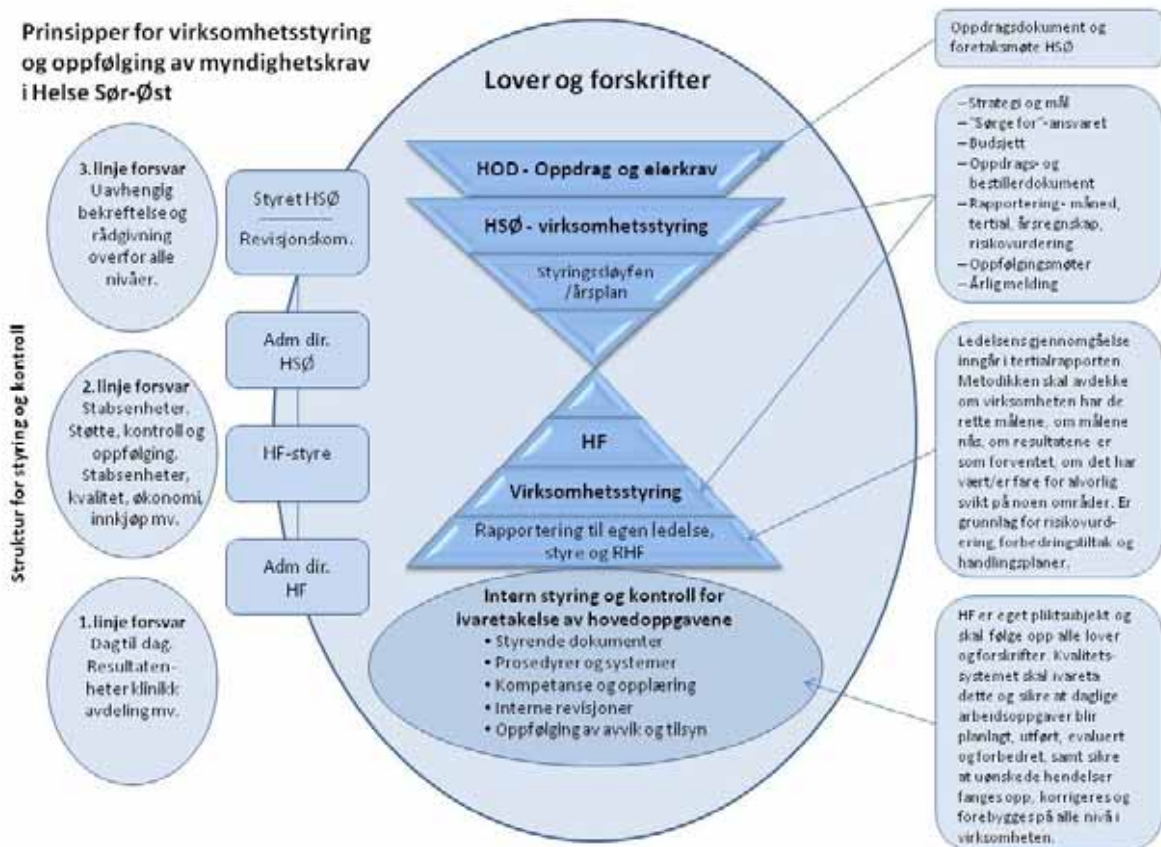 Prinsipper for virksomhetsstyring
og oppfølging av myndighetskrav
i Helse Sør-Øst
Struktur for styring og kontroll
3. linje forsvar
Uavhengig
bekreftelse og
rådgivning
overfor alle
nivåer.
2. linje forsvar
Stabsenheter.
Støtte, kontroll og
oppfølging.
Stabsenheter,
kvalitet, økonomi,
innkjøp mv.
1. linje forsvar
Dag til dag.
Resultaten-
heter klinikk
avdeling mv.
Styret HSØ
Revisjonskom.
Adm dir.
HSØ
HF-styre
Adm dir.
HF
Lover og forskrifter
HOD - Oppdrag og eierkrav
HSØ - virksomhetsstyring
Styringssløyfen
/årsplan
HF
Virksomhetsstyring
Rapportering til egen ledelse,
styre og RHF
Intern styring og kontroll for
ivaretakelse av hovedoppgavene
• Styrende dokumenter
• Prosedyrer og systemer
• Kompetanse og opplæring
• Interne revisjoner
• Oppfølging av avvik og tilsyn
Oppdragsdokument og
foretaksmøte HSØ
– Strategi og mål
– "Sørge for"-ansvaret
– Budsjett
– Oppdrags- og
bestillerdokument
– Rapportering - måned,
tertial, årsregnskap,
risikovurdering
– Oppfølgingsmøter
– Årlig melding
Ledelsens gjennomgåelse
inngår i tertialrapporten.
Metodikken skal avdekke
om virksomheten har de
rette målene, om målene
nås, om resultatene er
som forventet, om det har
vært/er fare for alvorlig
svikt på noen områder. Er
grunnlag for risikovurd-
ering, forbedringstiltak og
handlingsplaner.
HF er eget pliktsubjekt og
skal følge opp alle lover
og forskrifter. Kvalitets-
systemet skal ivareta
dette og sikre at daglige
arbeidsoppgaver blir
planlagt, utført, evaluert
og forbedret, samt sikre
at uønskede hendelser
fanges opp, korrigeres og
forebygges på alle nivå i
virksomheten.